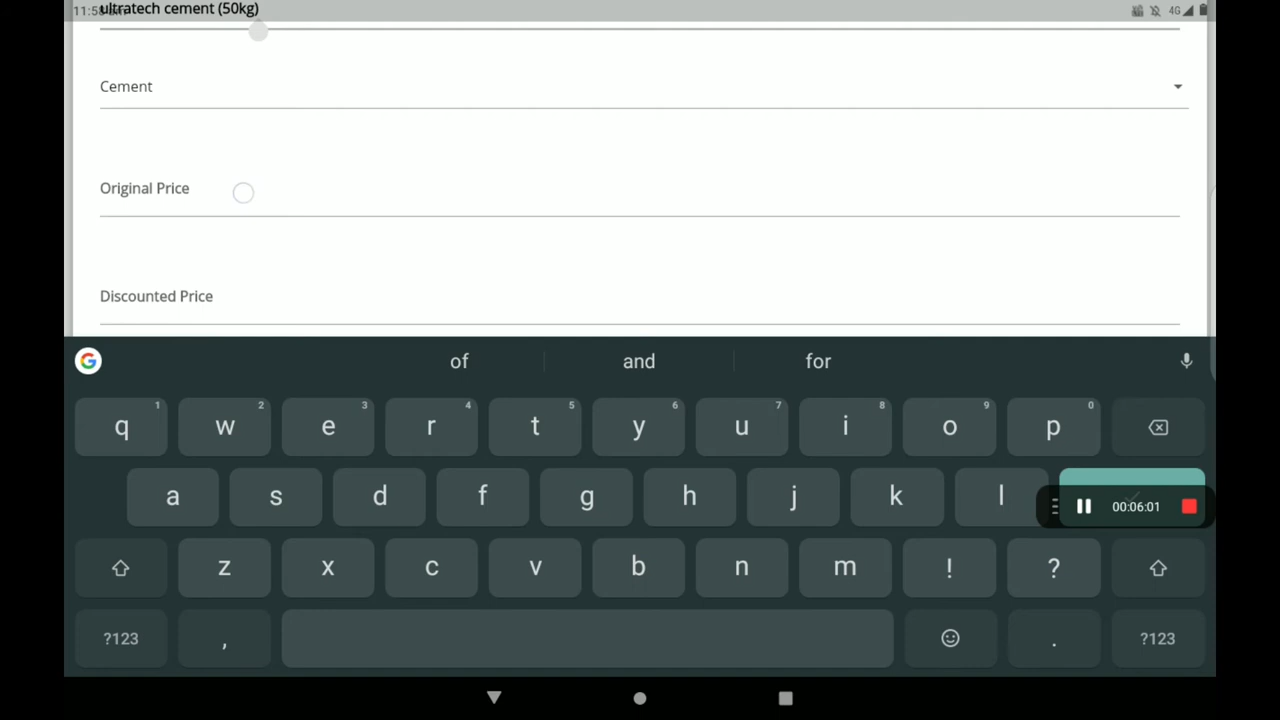 ultratech cement (50kg)
4G
Cement
Original Price
Discounted Price
of and for
1 2 3 4 5 6 7 8 9 0
q w e r t y u i o p
a s d f g h j k l
00:06:01
z x c v b n m ! ?
?123 , . ?123